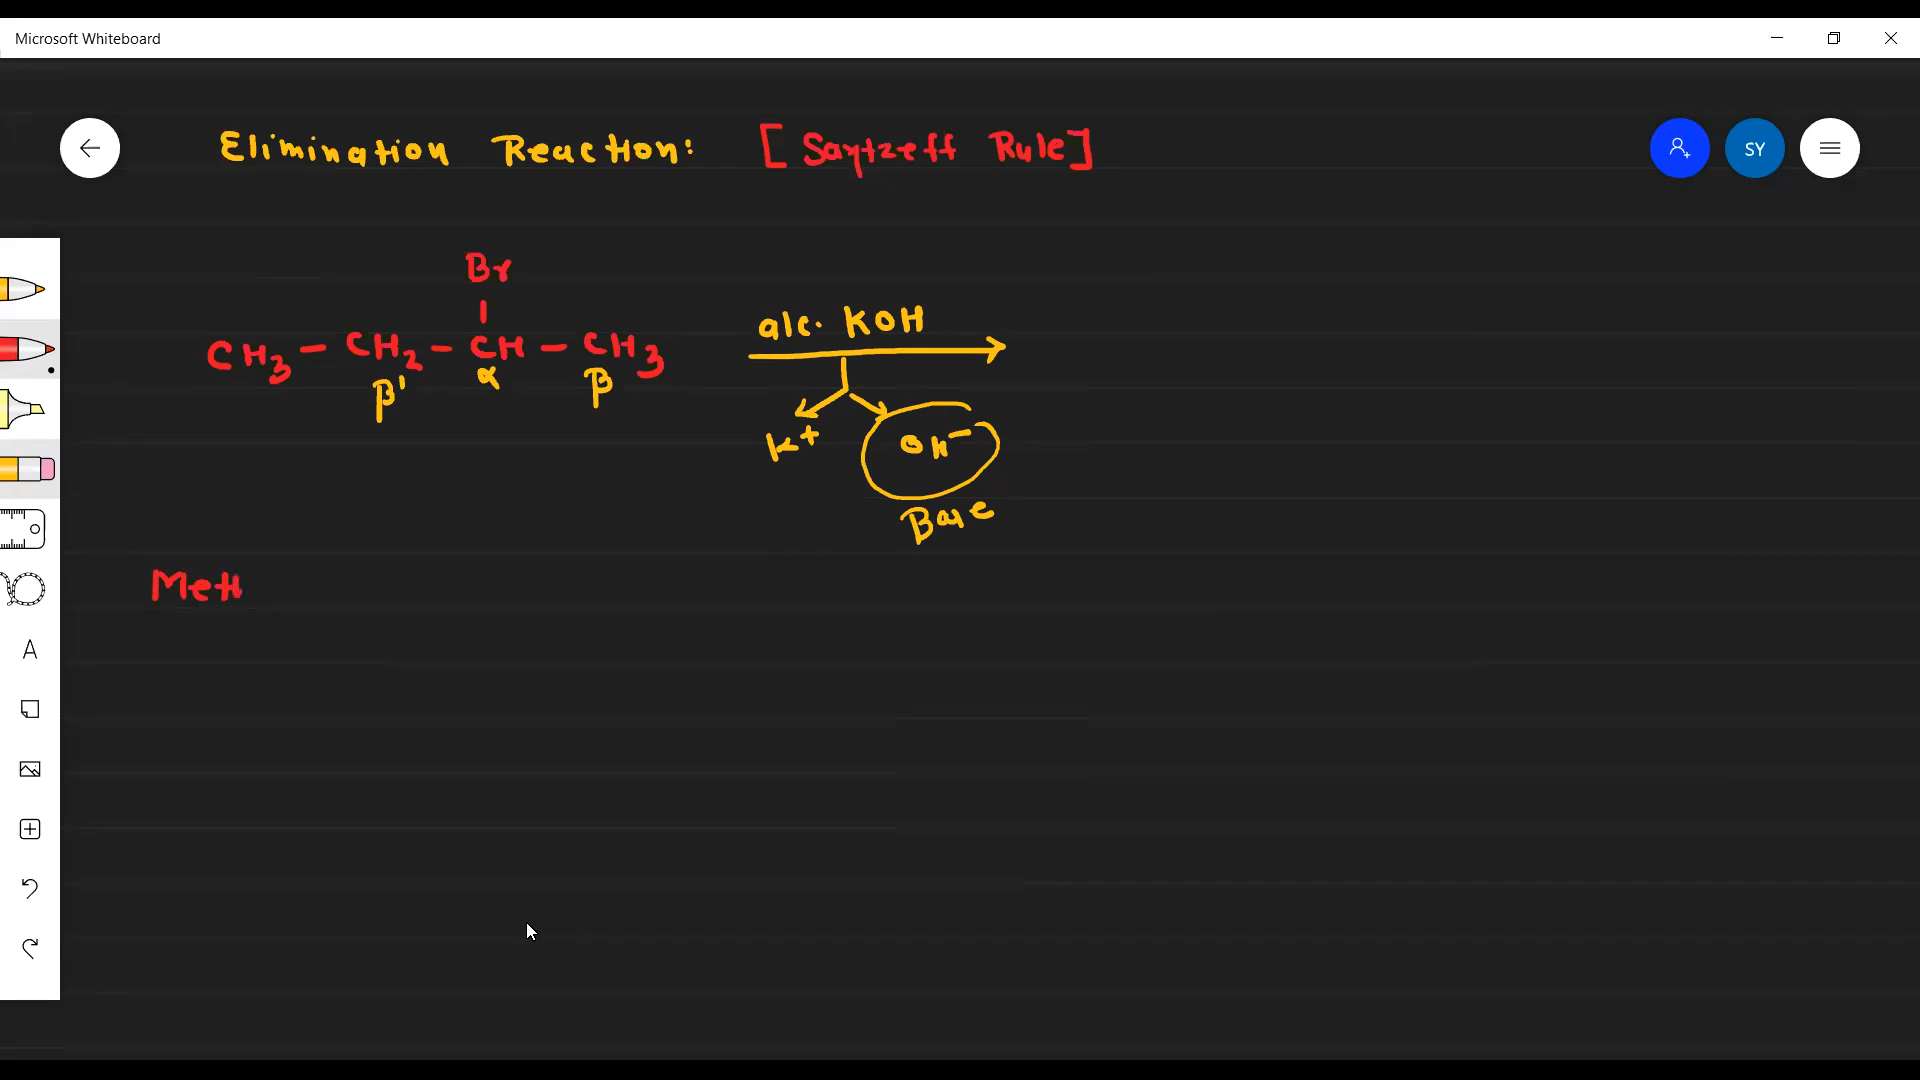 Microsoft Whiteboard
Elimination Reaction: [Saytzeff Rule]
SY
Br
CH3 - CH2 - CH - CH3
β' α β
alc. KOH
K+ OH-
Base
Meth
A